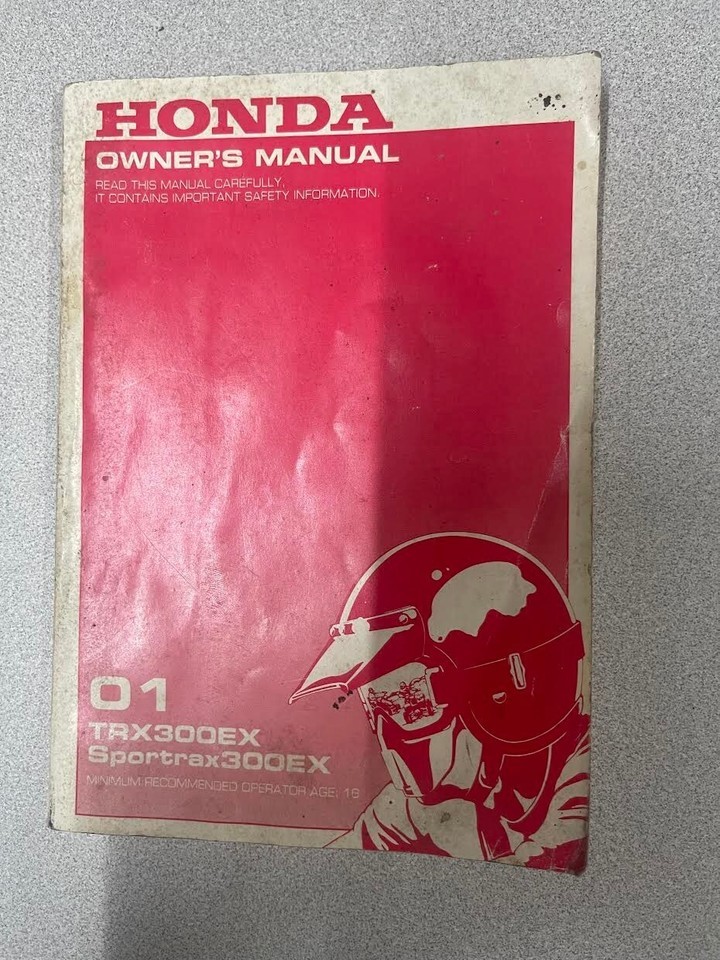 HONDA
OWNER'S MANUAL
READ THIS MANUAL CAREFULLY,
IT CONTAINS IMPORTANT SAFETY INFORMATION.
01
TRX300EX
Sportrax300EX
MINIMUM RECOMMENDED OPERATOR AGE: 16